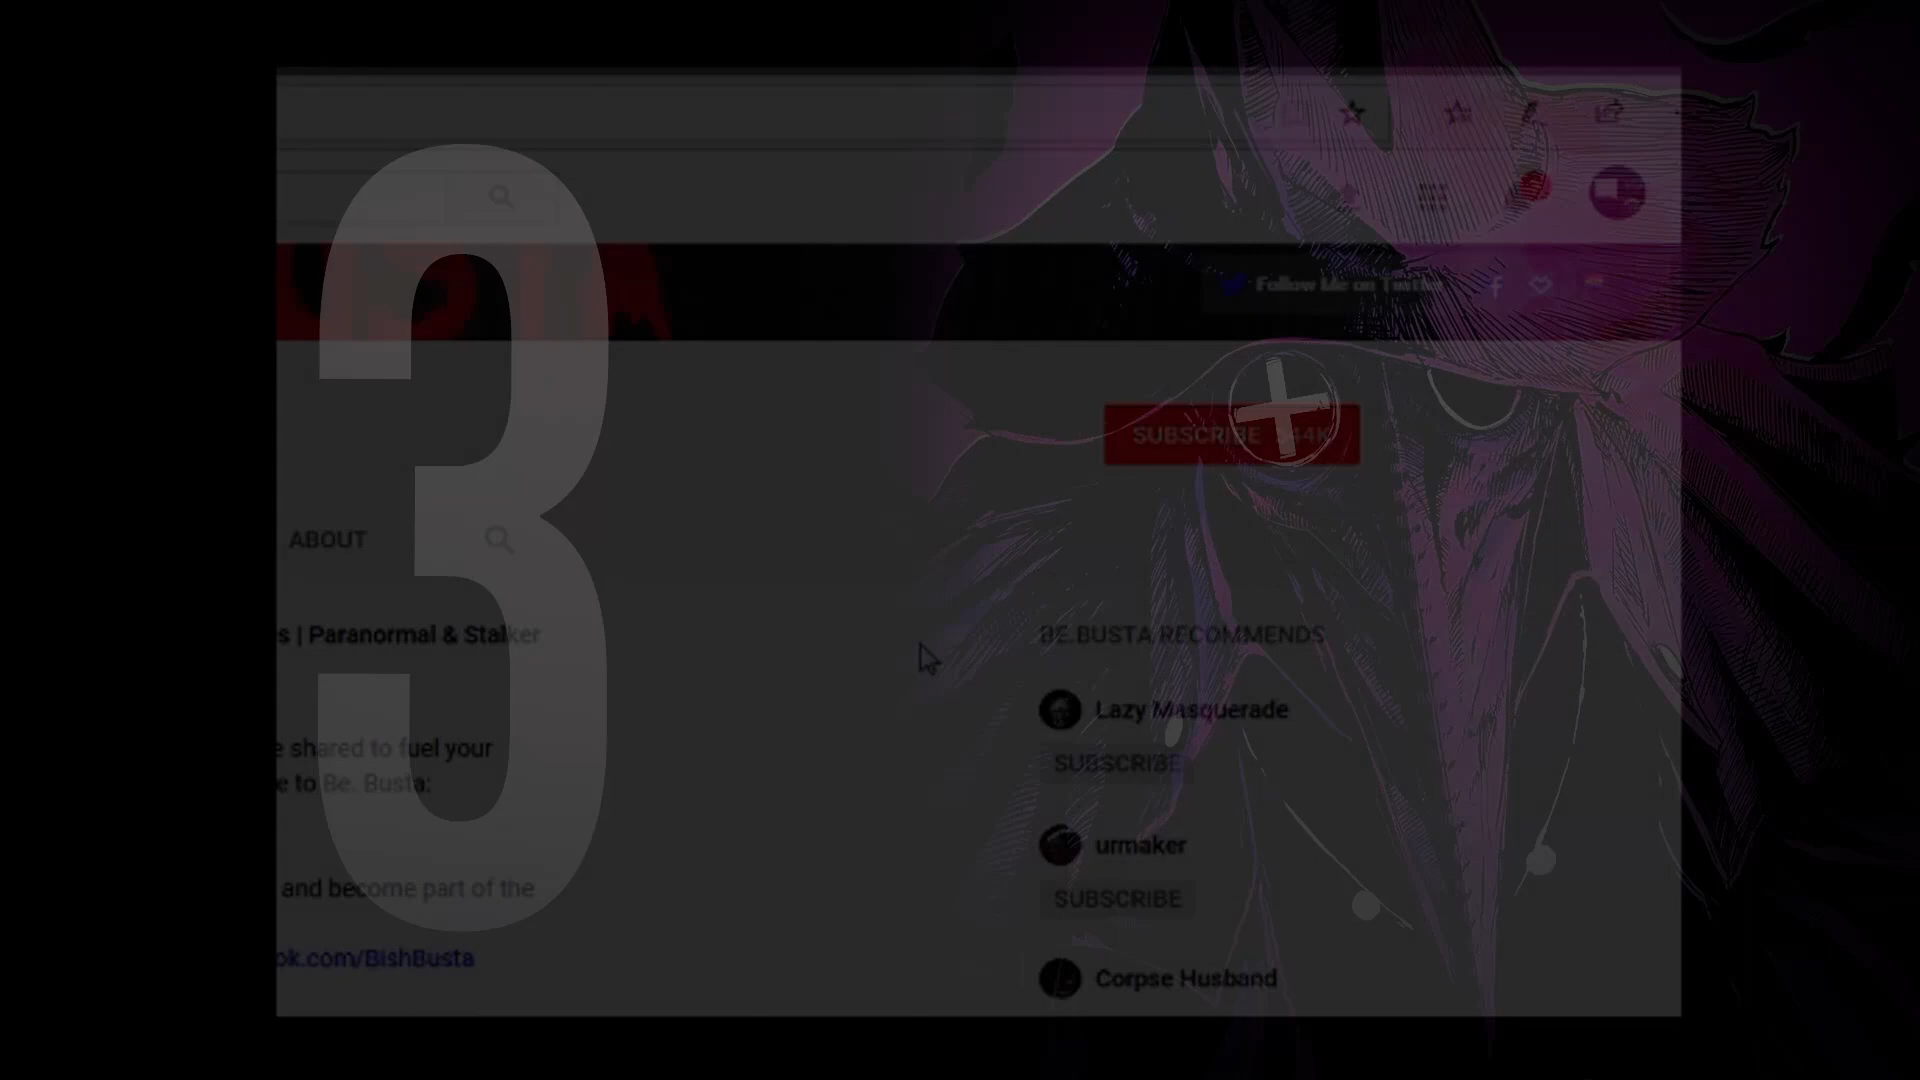 3
Follow Me on Twitter
SUBSCRIBE 344K
ABOUT
s | Paranormal & Stalker
BE.BUSTA RECOMMENDS
Lazy Masquerade
SUBSCRIBE
e shared to fuel your
e to Be. Busta:
urmaker
SUBSCRIBE
and become part of the
ok.com/BishBusta
Corpse Husband